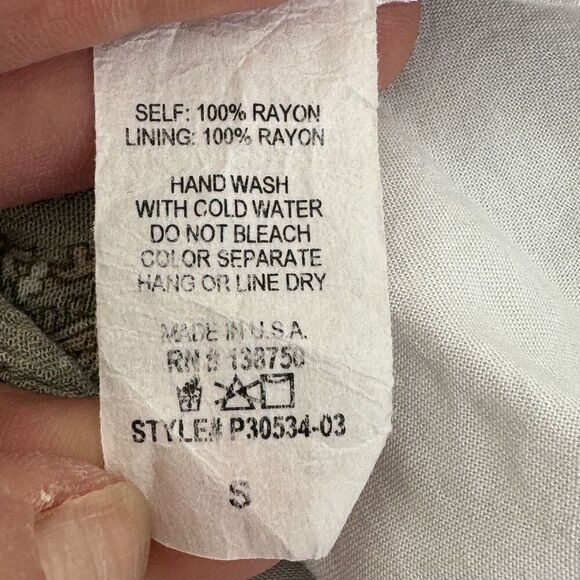 SELF: 100% RAYON
LINING: 100% RAYON
HAND WASH
WITH COLD WATER
DO NOT BLEACH
COLOR SEPARATE
HANG OR LINE DRY
MADE IN U.S.A.
RN # 138750
STYLE# P30534-03
S